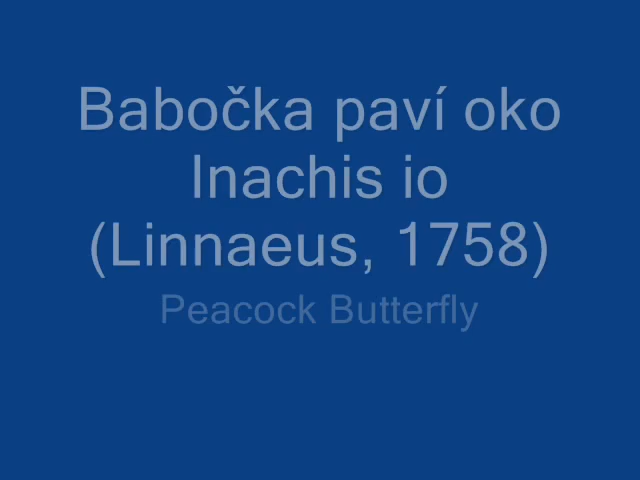 Babočka paví oko
Inachis io
(Linnaeus, 1758)
Peacock Butterfly